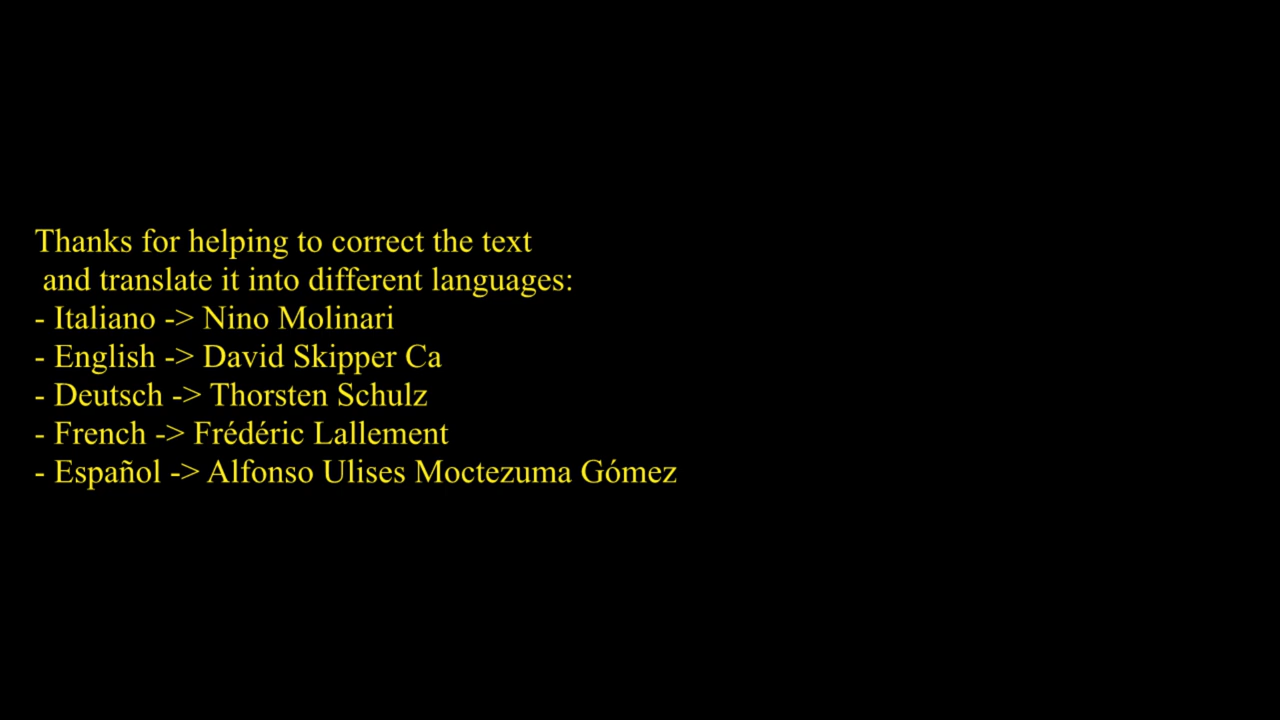 Thanks for helping to correct the text
and translate it into different languages:
- Italiano -> Nino Molinari
- English -> David Skipper Ca
- Deutsch -> Thorsten Schulz
- French -> Frédéric Lallement
- Español -> Alfonso Ulises Moctezuma Gómez